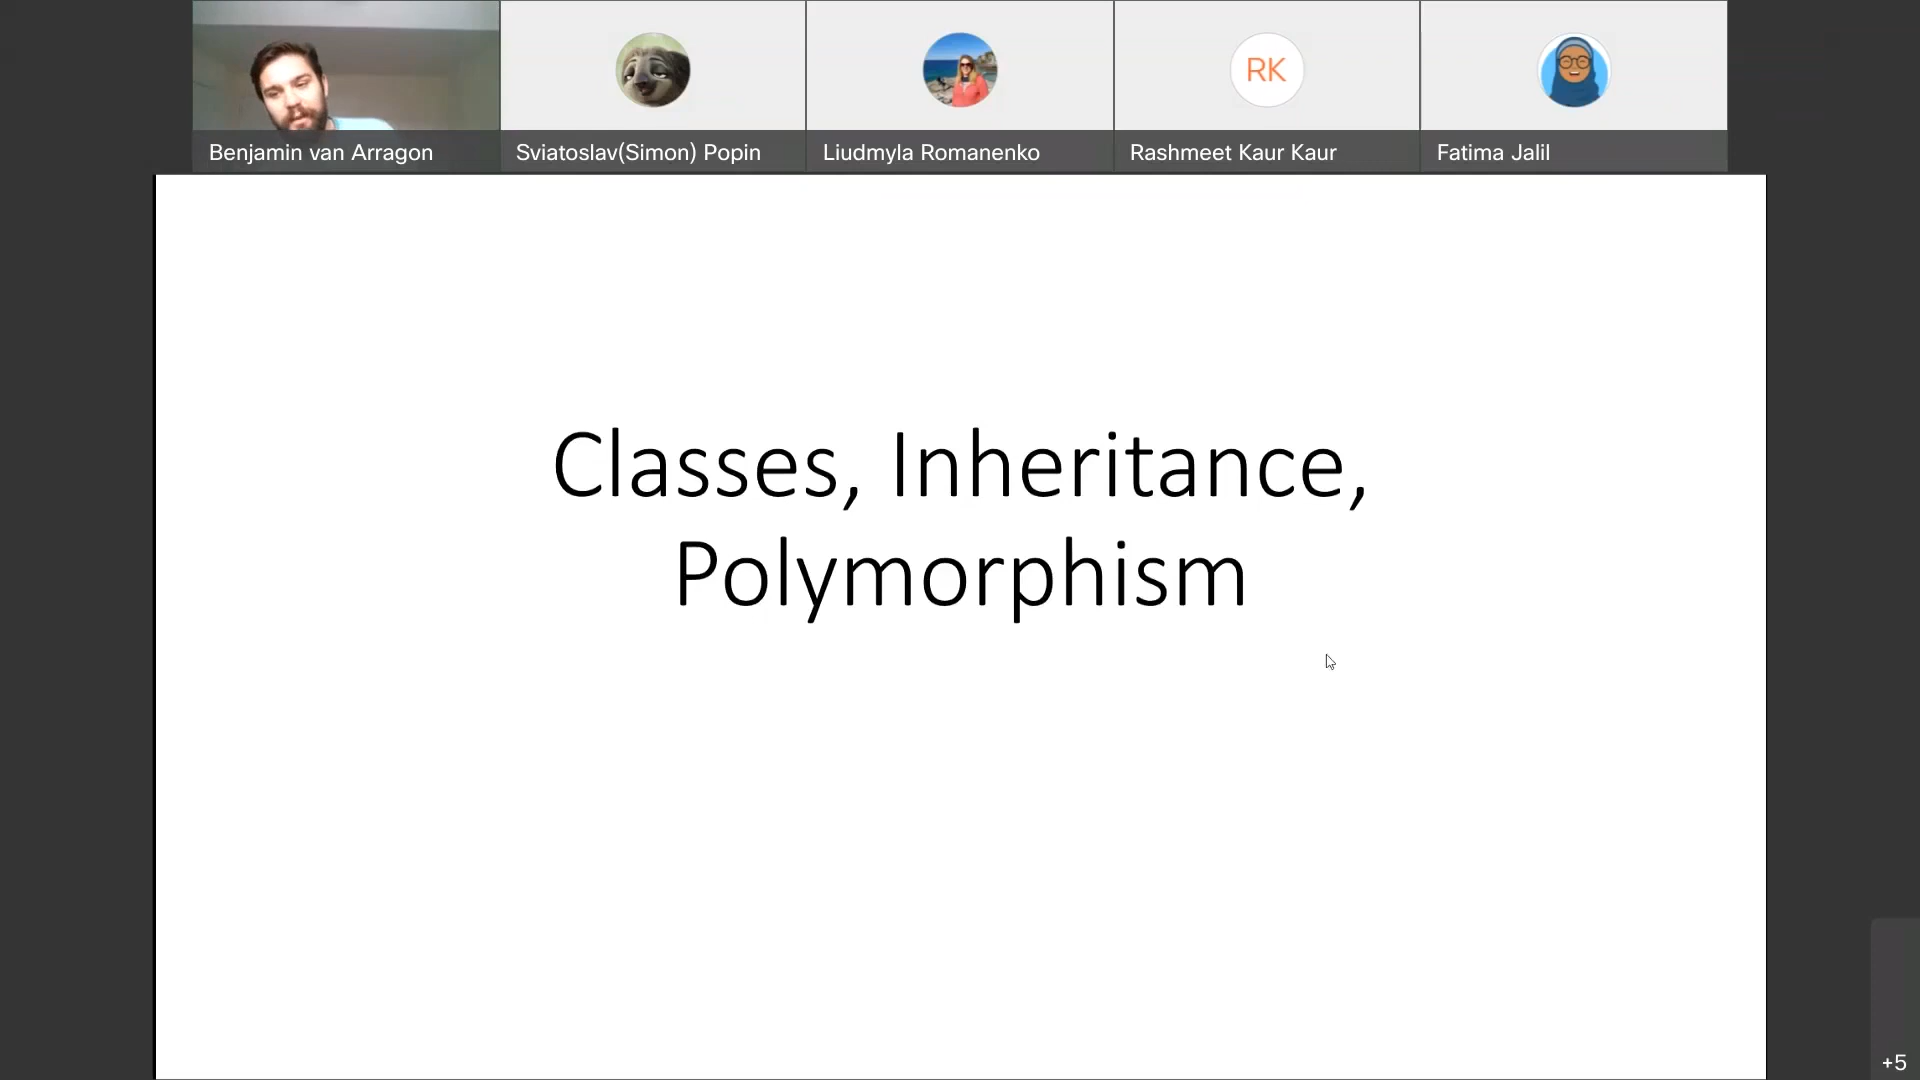 Benjamin van Arragon
Sviatoslav(Simon) Popin
Liudmyla Romanenko
RK
Rashmeet Kaur Kaur
Fatima Jalil
Classes, Inheritance,
Polymorphism
+5